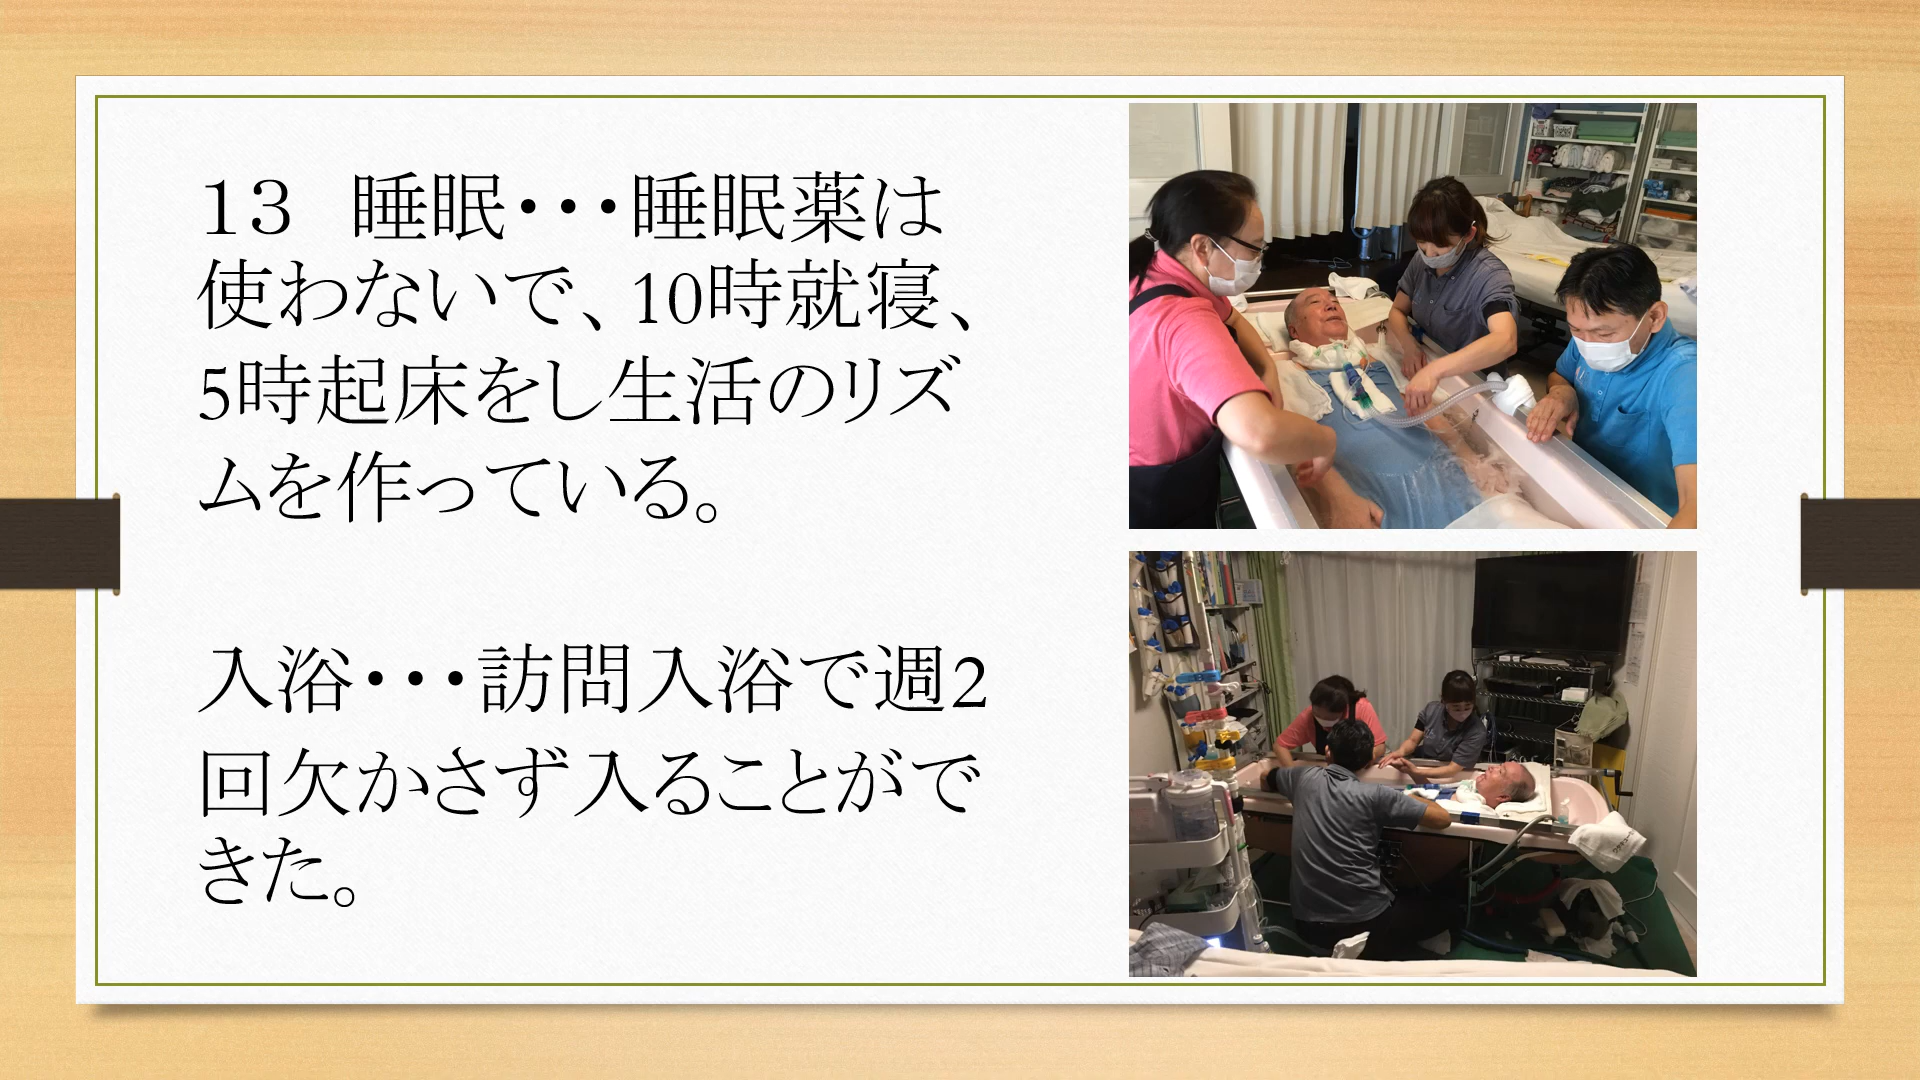 13　睡眠・・・睡眠薬は
使わないで、10時就寝、
5時起床をし生活のリズ
ムを作っている。
入浴・・・訪問入浴で週2
回欠かさず入ることがで
きた。